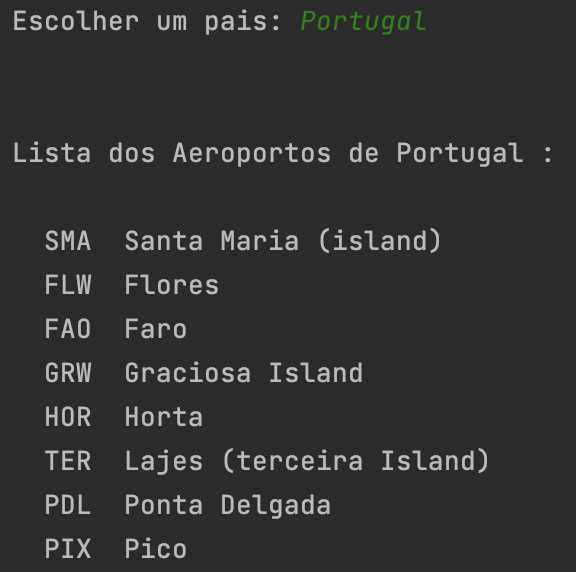 Escolher um pais: Portugal
Lista dos Aeroportos de Portugal :
SMA  Santa Maria (island)
FLW  Flores
FAO  Faro
GRW  Graciosa Island
HOR  Horta
TER  Lajes (terceira Island)
PDL  Ponta Delgada
PIX  Pico